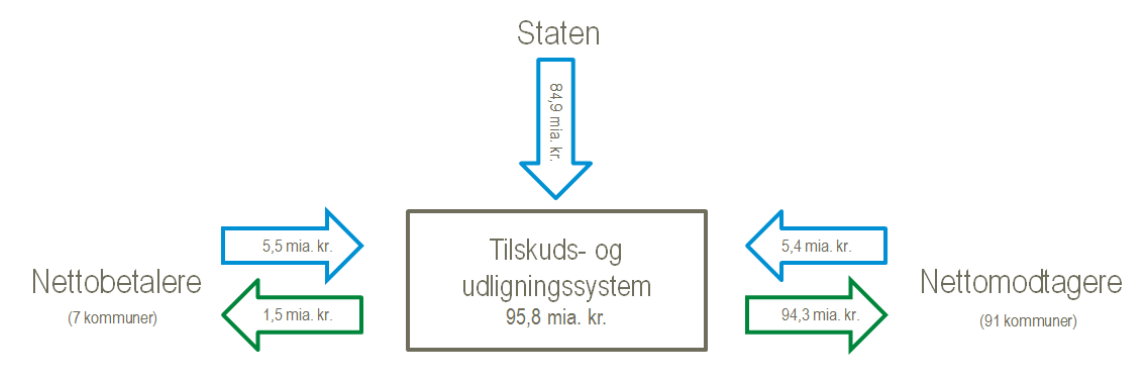 Staten
84,9 mia. kr.
5,5 mia. kr.
Tilskuds- og
udligningssystem
95,8 mia. kr.
5,4 mia. kr.
Nettobetalere
(7 kommuner)
1,5 mia. kr.
94,3 mia. kr.
Nettomodtagere
(91 kommuner)